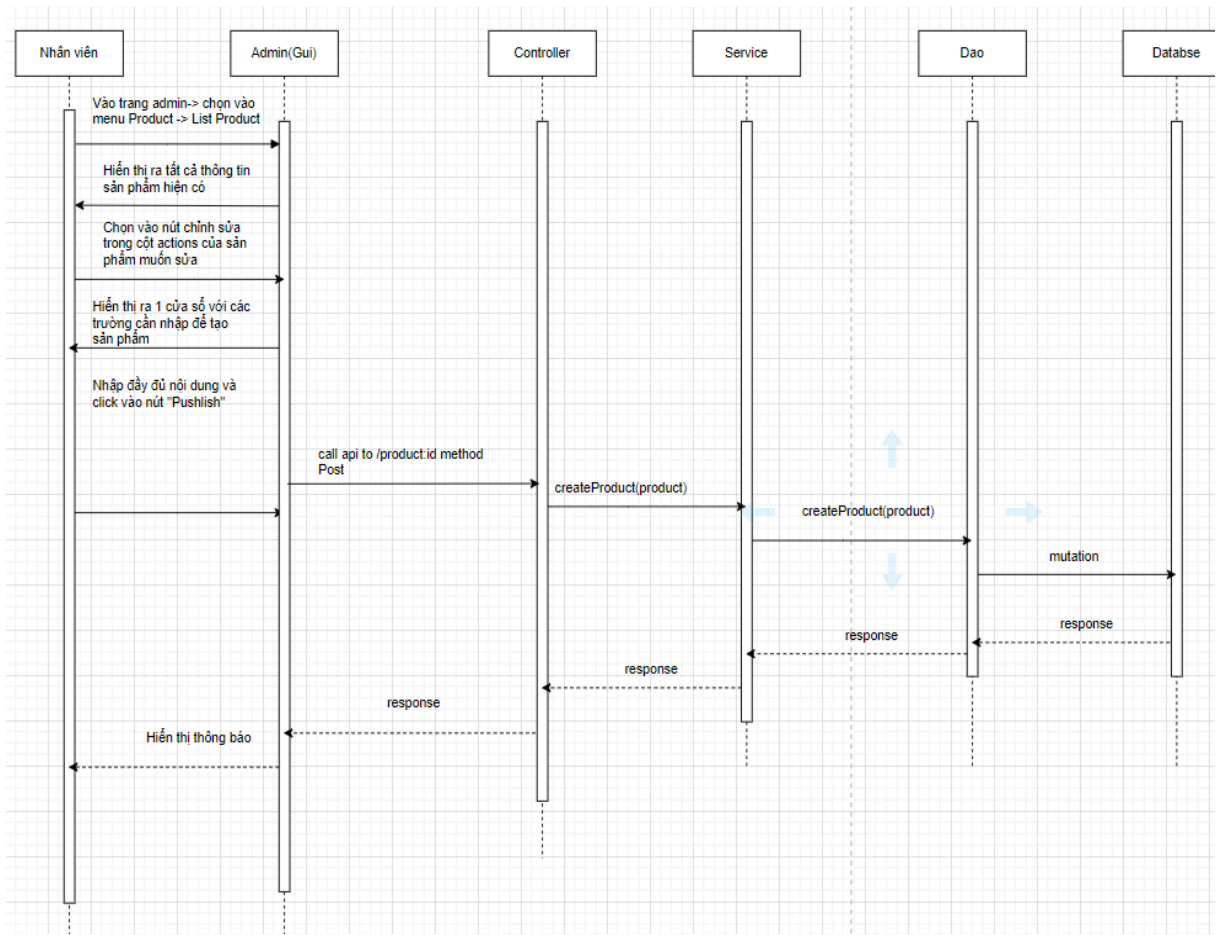 Nhân viên
Admin(Gui)
Controller
Service
Dao
Databse
Vào trang admin-> chọn vào
menu Product -> List Product
Hiển thị ra tất cả thông tin
sản phẩm hiện có
Chọn vào nút chỉnh sửa
trong cột actions của sản
phẩm muốn sửa
Hiển thị ra 1 cửa sổ với các
trường cần nhập để tạo
sản phẩm
Nhập đầy đủ nội dung và
click vào nút "Pushlish"
call api to /product:id method
Post
createProduct(product)
createProduct(product)
mutation
response
response
response
response
Hiển thị thông báo